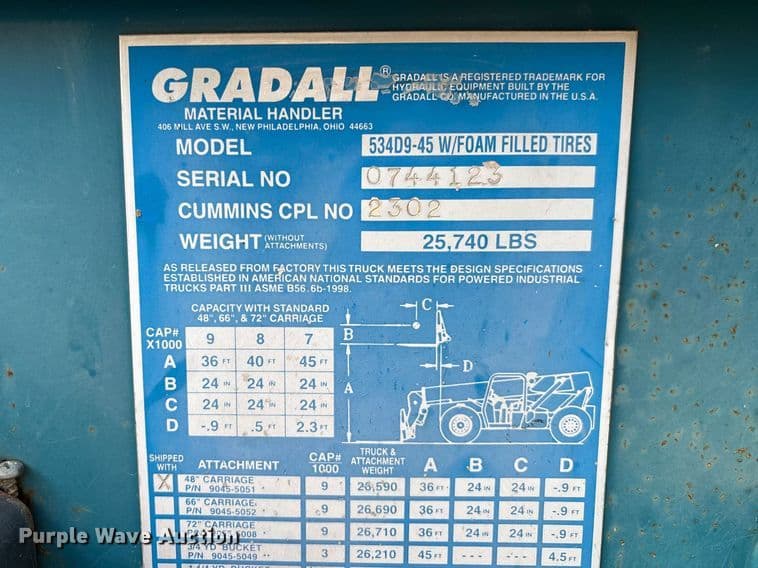 GRADALL®
GRADALL IS A REGISTERED TRADEMARK FOR
HYDRAULIC EQUIPMENT BUILT BY THE
GRADALL CO. MANUFACTURED IN THE U.S.A.
MATERIAL HANDLER
406 MILL AVE S.W., NEW PHILADELPHIA, OHIO 44663
MODEL 534D9-45 W/FOAM FILLED TIRES
SERIAL NO 0744123
CUMMINS CPL NO 2302
WEIGHT (WITHOUT ATTACHMENTS) 25,740 LBS
AS RELEASED FROM FACTORY THIS TRUCK MEETS THE DESIGN SPECIFICATIONS
ESTABLISHED IN AMERICAN NATIONAL STANDARDS FOR POWERED INDUSTRIAL
TRUCKS PART III ASME B56.6b-1998.
CAPACITY WITH STANDARD
48", 66", & 72" CARRIAGE
CAP# X1000 9 8 7
A 36 FT 40 FT 45 FT
B 24 IN 24 IN 24 IN
C 24 IN 24 IN 24 IN
D -.9 FT .5 FT 2.3 FT
C
B
D
A
SHIPPED WITH ATTACHMENT CAP# 1000 TRUCK & ATTACHMENT WEIGHT A B C D
X 48" CARRIAGE P/N 9045-5051 9 26,590 36 FT 24 IN 24 IN -.9 FT
66" CARRIAGE P/N 9045-5052 9 26,690 36 FT 24 IN 24 IN -.9 FT
72" CARRIAGE 9 26,710 36 FT 24 IN 24 IN -.9 FT
3/4 YD BUCKET P/N 9045-5049 3 26,210 45 FT --- --- 4.5 FT
YD BUCKET
Purple Wave Auction